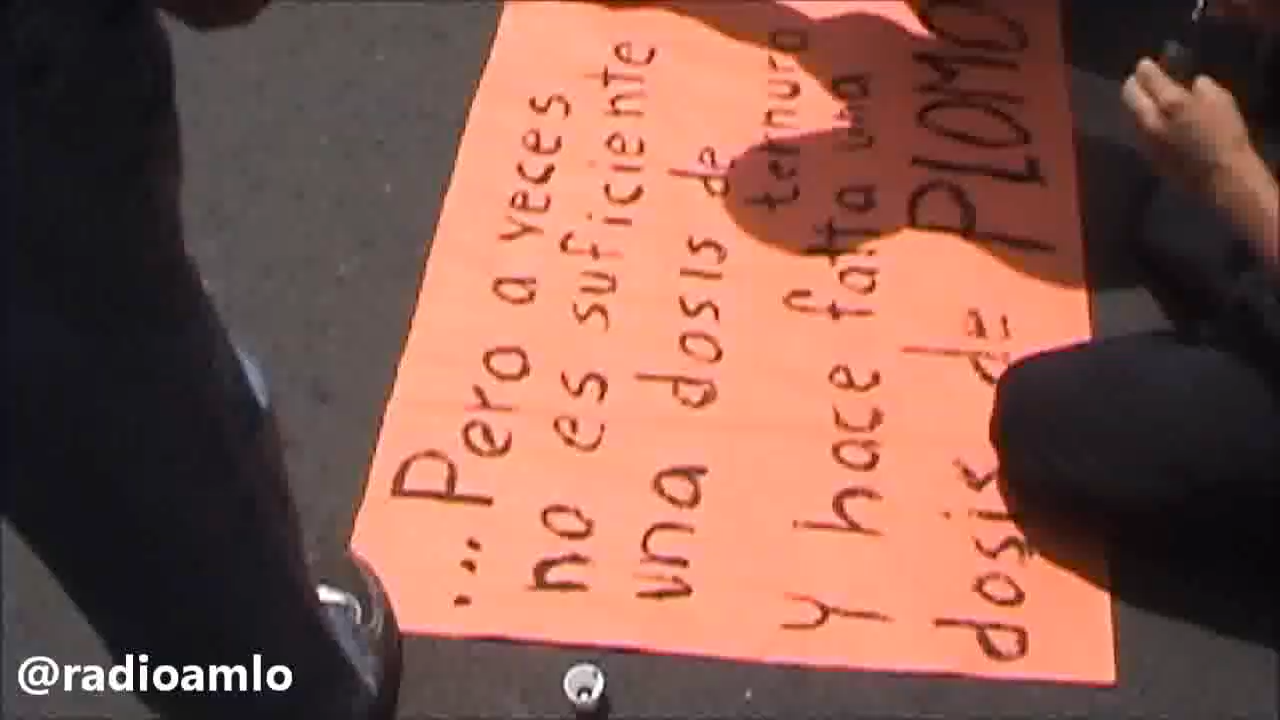 ...Pero a veces
no es suficiente
una dosis de ternura
y hace falta una
dosis de PLOMO
@radioamlo